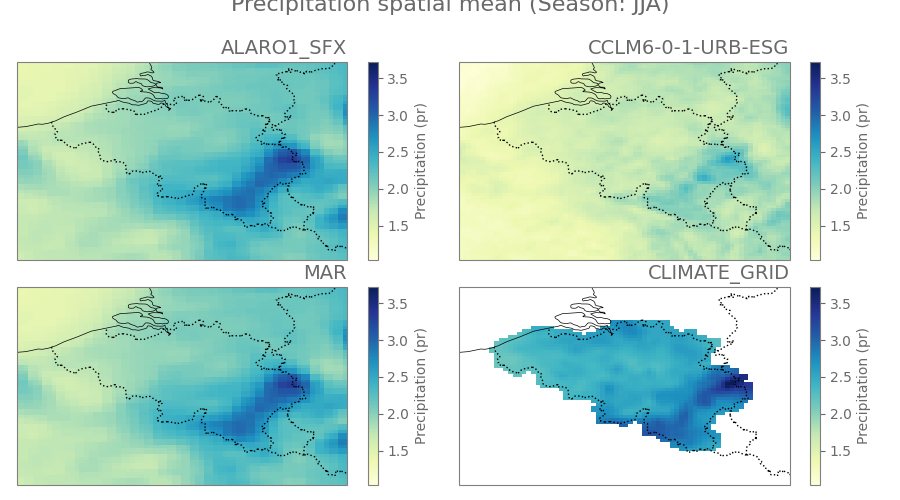 Precipitation spatial mean (Season: JJA)
ALARO1_SFX
CCLM6-0-1-URB-ESG
3.5
3.0
2.5
2.0
1.5
Precipitation (pr)
3.5
3.0
2.5
2.0
1.5
Precipitation (pr)
MAR
CLIMATE_GRID
3.5
3.0
2.5
2.0
1.5
Precipitation (pr)
3.5
3.0
2.5
2.0
1.5
Precipitation (pr)